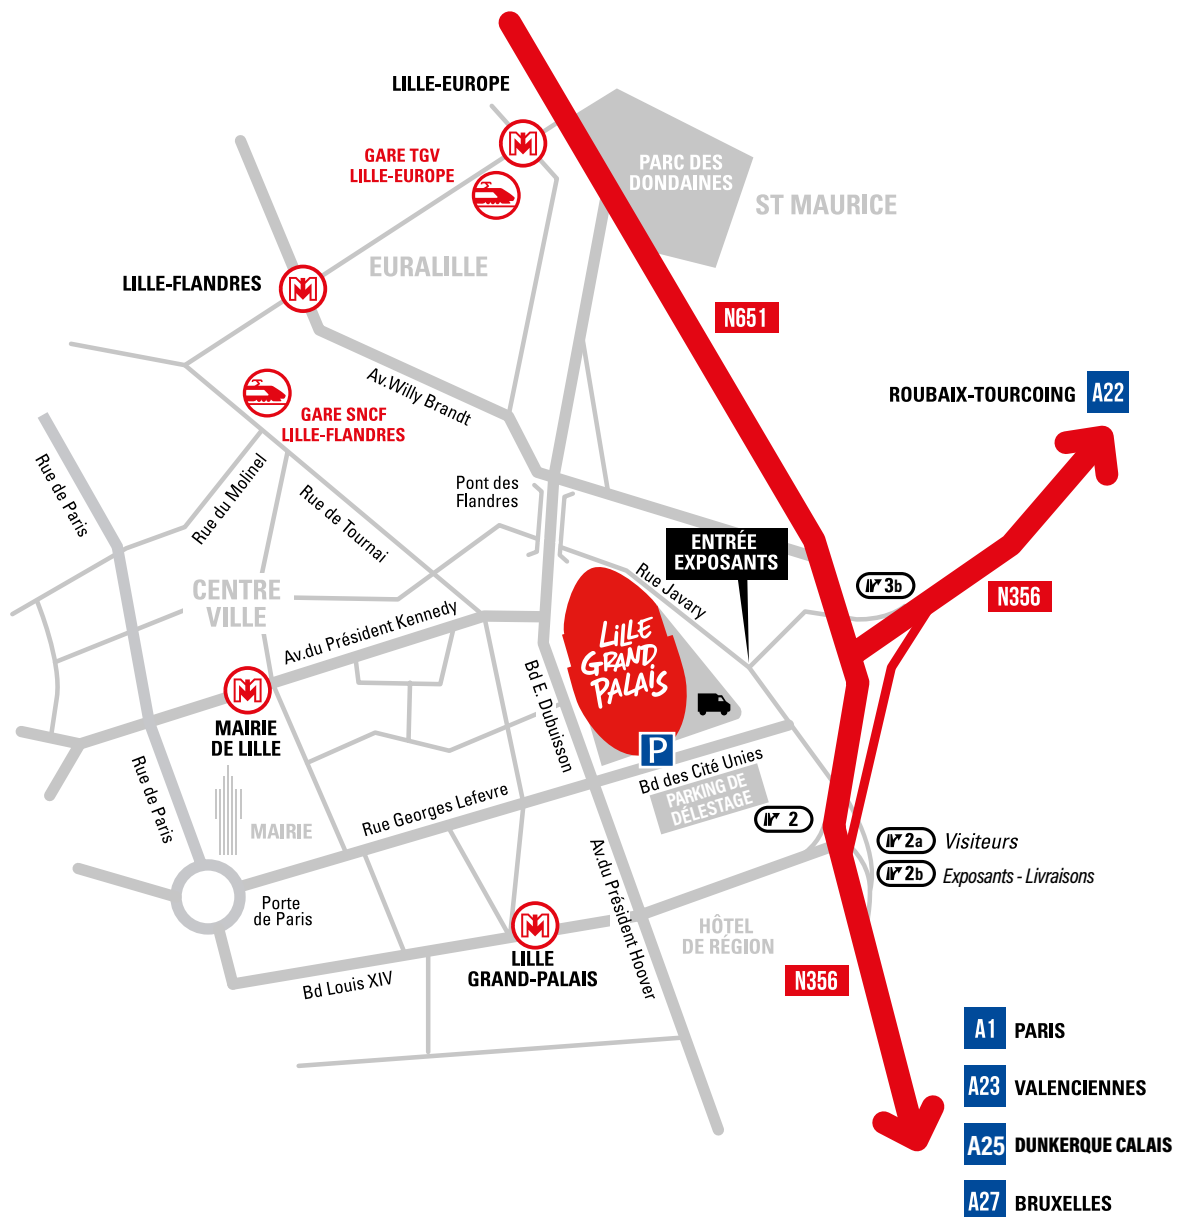 LILLE-EUROPE
GARE TGV
LILLE-EUROPE
PARC DES
DONDAINES
ST MAURICE
EURALILLE
LILLE-FLANDRES
N651
Av.Willy Brandt
ROUBAIX-TOURCOING A22
GARE SNCF
LILLE-FLANDRES
Rue de Paris
Rue du Molinel
Rue de Tournai
Pont des
Flandres
ENTRÉE
EXPOSANTS
Rue Javary
3b
N356
CENTRE
VILLE
Av.du Président Kennedy
LILLE
GRAND
PALAIS
Bd E. Dubuisson
MAIRIE
DE LILLE
P
Bd des Cité Unies
PARKING DE
DÉLESTAGE
Rue de Paris
Rue Georges Lefevre
MAIRIE
2
2a Visiteurs
2b Exposants - Livraisons
Av.du Président Hoover
Porte
de Paris
HÔTEL
DE RÉGION
LILLE
GRAND-PALAIS
Bd Louis XIV
N356
A1 PARIS
A23 VALENCIENNES
A25 DUNKERQUE CALAIS
A27 BRUXELLES